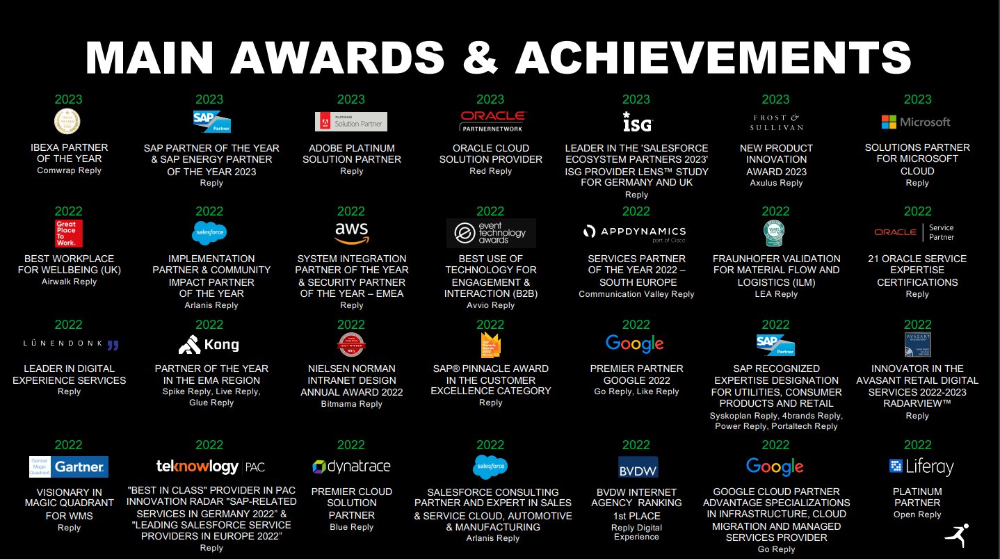 MAIN AWARDS & ACHIEVEMENTS
2023
IBEXA
AWARDS
2023
IBEXA PARTNER
OF THE YEAR
Comwrap Reply
2023
SAP
Partner
SAP PARTNER OF THE YEAR
& SAP ENERGY PARTNER
OF THE YEAR 2023
Reply
2023
Adobe
PLATINUM
Solution Partner
ADOBE PLATINUM
SOLUTION PARTNER
Reply
2023
ORACLE
PARTNERNETWORK
ORACLE CLOUD
SOLUTION PROVIDER
Red Reply
2023
ISG
LEADER IN THE 'SALESFORCE
ECOSYSTEM PARTNERS 2023'
ISG PROVIDER LENS™ STUDY
FOR GERMANY AND UK
Reply
2023
FROST &
SULLIVAN
NEW PRODUCT
INNOVATION
AWARD 2023
Axulus Reply
2023
Microsoft
SOLUTIONS PARTNER
FOR MICROSOFT
CLOUD
Reply
2022
Great
Place
To
Work.
BEST WORKPLACE
FOR WELLBEING (UK)
Airwalk Reply
2022
salesforce
IMPLEMENTATION
PARTNER & COMMUNITY
IMPACT PARTNER
OF THE YEAR
Arlanis Reply
2022
aws
SYSTEM INTEGRATION
PARTNER OF THE YEAR
& SECURITY PARTNER
OF THE YEAR – EMEA
Reply
2022
event
technology
awards
BEST USE OF
TECHNOLOGY FOR
ENGAGEMENT &
INTERACTION (B2B)
Avvio Reply
2022
APPDYNAMICS
part of Cisco
SERVICES PARTNER
OF THE YEAR 2022 –
SOUTH EUROPE
Communication Valley Reply
2022
WMS
FRAUNHOFER VALIDATION
FOR MATERIAL FLOW AND
LOGISTICS (ILM)
LEA Reply
2022
ORACLE
Service
Partner
21 ORACLE SERVICE
EXPERTISE
CERTIFICATIONS
Reply
2022
LÜNENDONK
LEADER IN DIGITAL
EXPERIENCE SERVICES
Reply
2022
Kong
PARTNER OF THE YEAR
IN THE EMA REGION
Spike Reply, Live Reply,
Glue Reply
2022
2021 WINNER
NIELSEN NORMAN
INTRANET DESIGN
ANNUAL AWARD 2022
Bitmama Reply
2022
SAP
Pinnacle
Awards
2022
SAP® PINNACLE AWARD
IN THE CUSTOMER
EXCELLENCE CATEGORY
Reply
2022
Google
PREMIER PARTNER
GOOGLE 2022
Go Reply, Like Reply
2022
SAP
Partner
SAP RECOGNIZED
EXPERTISE DESIGNATION
FOR UTILITIES, CONSUMER
PRODUCTS AND RETAIL
Syskoplan Reply, 4brands Reply,
Power Reply, Portaltech Reply
2022
AVASANT
RADARVIEW
INNOVATOR IN THE
AVASANT RETAIL DIGITAL
SERVICES 2022-2023
RADARVIEW™
Reply
2022
Gartner
Magic
Quadrant
Gartner.
VISIONARY IN
MAGIC QUADRANT
FOR WMS
Reply
2022
teknowlogy | PAC
"BEST IN CLASS" PROVIDER IN PAC
INNOVATION RADAR "SAP-RELATED
SERVICES IN GERMANY 2022” &
"LEADING SALESFORCE SERVICE
PROVIDERS IN EUROPE 2022”
Reply
2022
dynatrace
PREMIER CLOUD
SOLUTION
PARTNER
Blue Reply
2022
salesforce
SALESFORCE CONSULTING
PARTNER AND EXPERT IN SALES
& SERVICE CLOUD, AUTOMOTIVE
& MANUFACTURING
Arlanis Reply
2022
BVDW
BVDW INTERNET
AGENCY RANKING
1st PLACE
Reply Digital
Experience
2022
Google
GOOGLE CLOUD PARTNER
ADVANTAGE SPECIALIZATIONS
IN INFRASTRUCTURE, CLOUD
MIGRATION AND MANAGED
SERVICES PROVIDER
Go Reply
2022
Liferay
PLATINUM
PARTNER
Open Reply